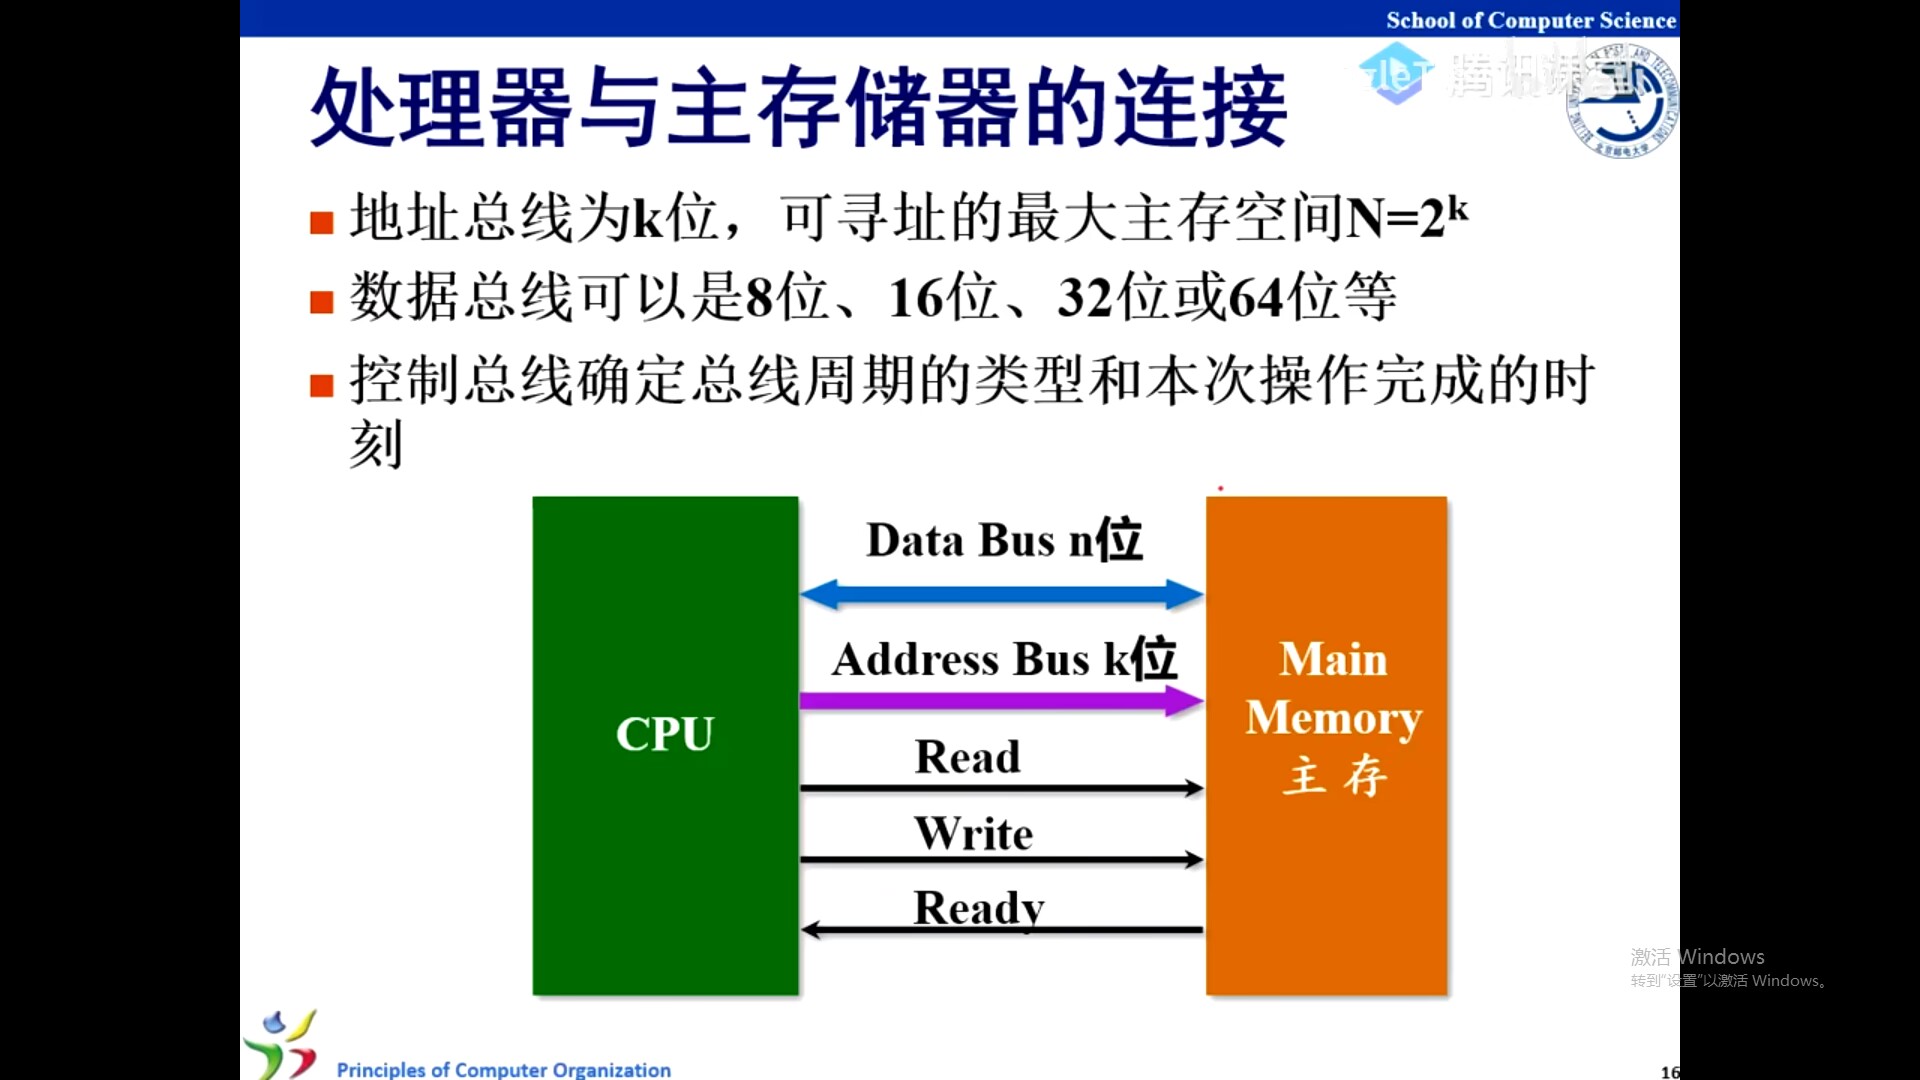 School of Computer Science
处理器与主存储器的连接
地址总线为k位，可寻址的最大主存空间N=2ᵏ
数据总线可以是8位、16位、32位或64位等
控制总线确定总线周期的类型和本次操作完成的时
刻
Data Bus n位
Address Bus k位
CPU
Main
Memory
主 存
Read
Write
Ready
激活 Windows
转到“设置”以激活 Windows。
Principles of Computer Organization
16